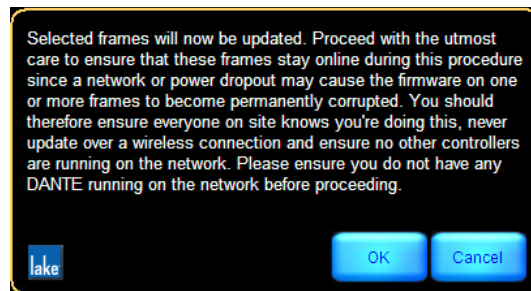 Selected frames will now be updated. Proceed with the utmost
care to ensure that these frames stay online during this procedure
since a network or power dropout may cause the firmware on one
or more frames to become permanently corrupted. You should
therefore ensure everyone on site knows you're doing this, never
update over a wireless connection and ensure no other controllers
are running on the network. Please ensure you do not have any
DANTE running on the network before proceeding.
lake
OK
Cancel